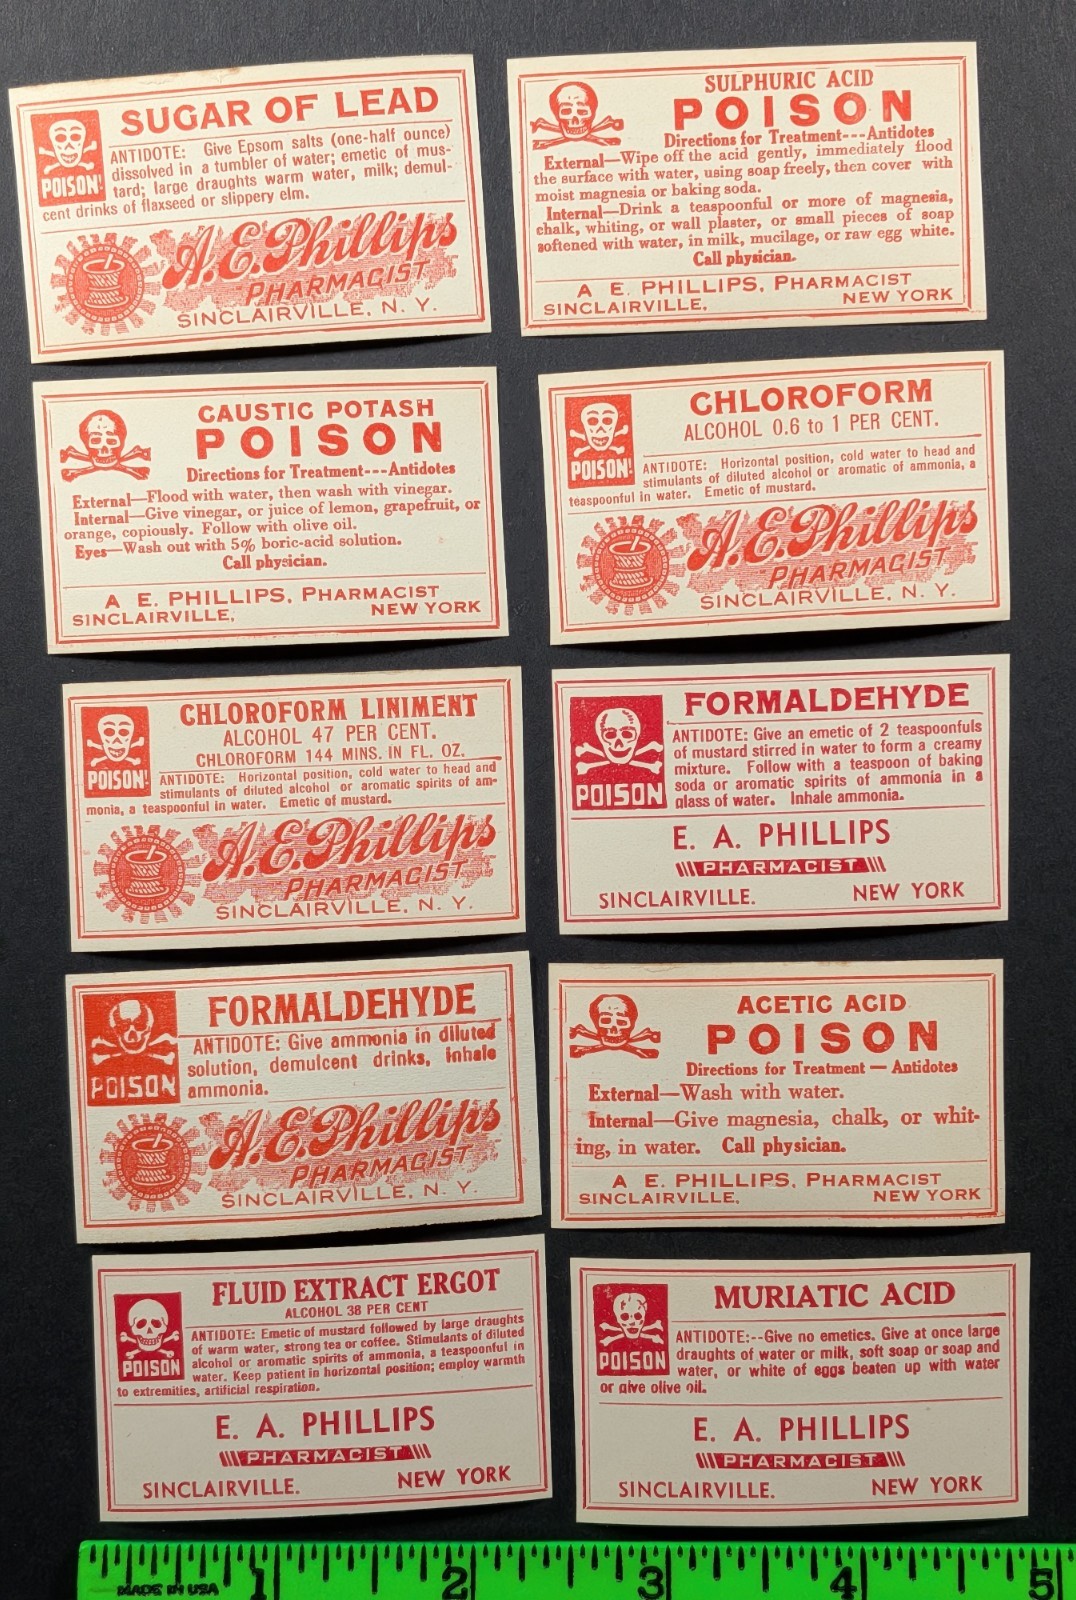 SUGAR OF LEAD
POISON!
ANTIDOTE: Give Epsom salts (one-half ounce)
dissolved in a tumbler of water; emetic of mus-
tard; large draughts warm water, milk; demul-
cent drinks of flaxseed or slippery elm.
A. E. Phillips
PHARMACIST
SINCLAIRVILLE, N. Y.
SULPHURIC ACID
POISON
Directions for Treatment---Antidotes
External—Wipe off the acid gently, immediately flood
the surface with water, using soap freely, then cover with
moist magnesia or baking soda.
Internal—Drink a teaspoonful or more of magnesia,
chalk, whiting, or wall plaster, or small pieces of soap
softened with water, in milk, mucilage, or raw egg white.
Call physician.
A E. PHILLIPS, PHARMACIST
SINCLAIRVILLE, NEW YORK
CAUSTIC POTASH
POISON
Directions for Treatment---Antidotes
External—Flood with water, then wash with vinegar.
Internal—Give vinegar, or juice of lemon, grapefruit, or
orange, copiously. Follow with olive oil.
Eyes—Wash out with 5% boric-acid solution.
Call physician.
A E. PHILLIPS, PHARMACIST
SINCLAIRVILLE, NEW YORK
CHLOROFORM
ALCOHOL 0.6 to 1 PER CENT.
POISON!
ANTIDOTE: Horizontal position, cold water to head and
stimulants of diluted alcohol or aromatic of ammonia, a
teaspoonful in water. Emetic of mustard.
A. E. Phillips
PHARMACIST
SINCLAIRVILLE, N. Y.
CHLOROFORM LINIMENT
ALCOHOL 47 PER CENT.
CHLOROFORM 144 MINS. IN FL. OZ.
POISON!
ANTIDOTE: Horizontal position, cold water to head and
stimulants of diluted alcohol or aromatic spirits of am-
monia, a teaspoonful in water. Emetic of mustard.
A. E. Phillips
PHARMACIST
SINCLAIRVILLE, N. Y.
FORMALDEHYDE
POISON
ANTIDOTE: Give an emetic of 2 teaspoonfuls
of mustard stirred in water to form a creamy
mixture. Follow with a teaspoon of baking
soda or aromatic spirits of ammonia in a
glass of water. Inhale ammonia.
E. A. PHILLIPS
PHARMACIST
SINCLAIRVILLE. NEW YORK
FORMALDEHYDE
POISON
ANTIDOTE: Give ammonia in diluted
solution, demulcent drinks, inhale
ammonia.
A. E. Phillips
PHARMACIST
SINCLAIRVILLE, N. Y.
ACETIC ACID
POISON
Directions for Treatment — Antidotes
External—Wash with water.
Internal—Give magnesia, chalk, or whit-
ing, in water. Call physician.
A E. PHILLIPS, PHARMACIST
SINCLAIRVILLE, NEW YORK
FLUID EXTRACT ERGOT
ALCOHOL 38 PER CENT
POISON
ANTIDOTE: Emetic of mustard followed by large draughts
of warm water, strong tea or coffee. Stimulants of diluted
alcohol or aromatic spirits of ammonia, a teaspoonful in
water. Keep patient in horizontal position; employ warmth
to extremities, artificial respiration.
E. A. PHILLIPS
PHARMACIST
SINCLAIRVILLE. NEW YORK
MURIATIC ACID
POISON
ANTIDOTE:--Give no emetics. Give at once large
draughts of water or milk, soft soap or soap and
water, or white of eggs beaten up with water
or give olive oil.
E. A. PHILLIPS
PHARMACIST
SINCLAIRVILLE. NEW YORK
MADE IN USA 1 2 3 4 5